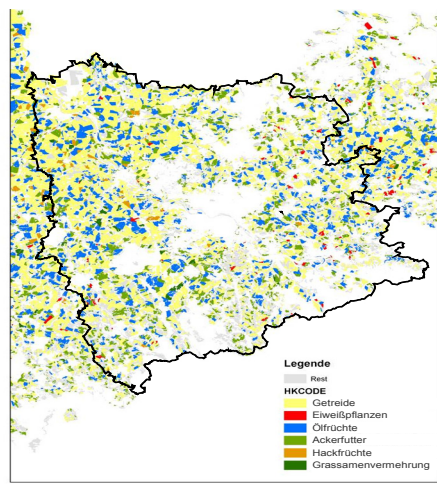 Legende
Rest
HKCODE
Getreide
Eiweißpflanzen
Ölfrüchte
Ackerfutter
Hackfrüchte
Grassamenvermehrung